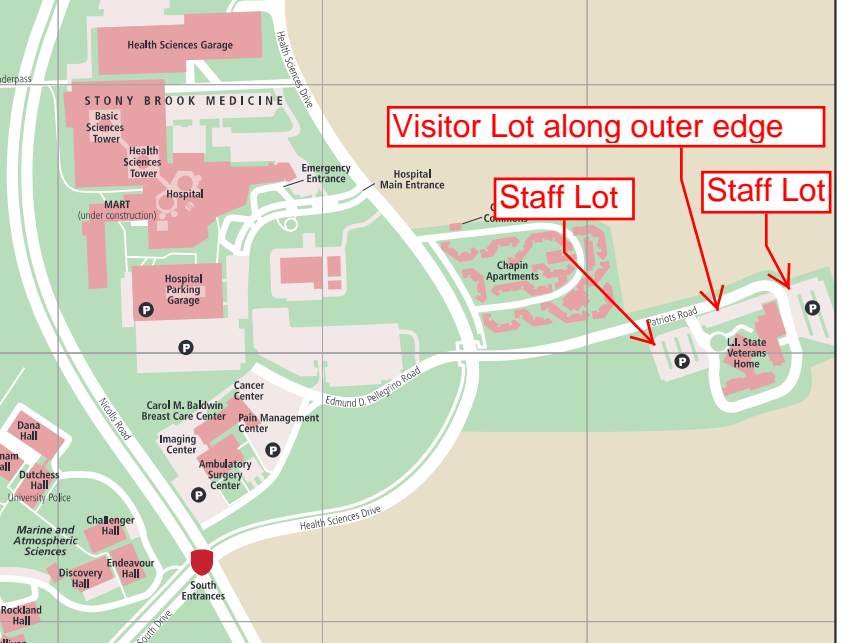 Health Sciences Garage
Health Sciences Drive
derpass
STONY BROOK MEDICINE
Basic
Sciences
Tower
Health
Sciences
Tower
Visitor Lot along outer edge
Emergency
Entrance
Hospital
Main Entrance
Hospital
Staff Lot
Staff Lot
MART
(under construction)
Chapin
Apartments
Hospital
Parking
Garage
P
P
P
Patriots Road
P
L.I. State
Veterans
Home
Edmund D. Pellegrino Road
Cancer
Center
Carol M. Baldwin
Breast Care Center
Pain Management
Center
Nicolls Road
Imaging
Center
P
Ambulatory
Surgery
Center
P
Dana
Hall
nam
all
Dutchess
Hall
University Police
Health Sciences Drive
Challenger
Hall
Marine and
Atmospheric
Sciences
Endeavour
Hall
Discovery
Hall
South
Entrances
Rockland
Hall
South Drive